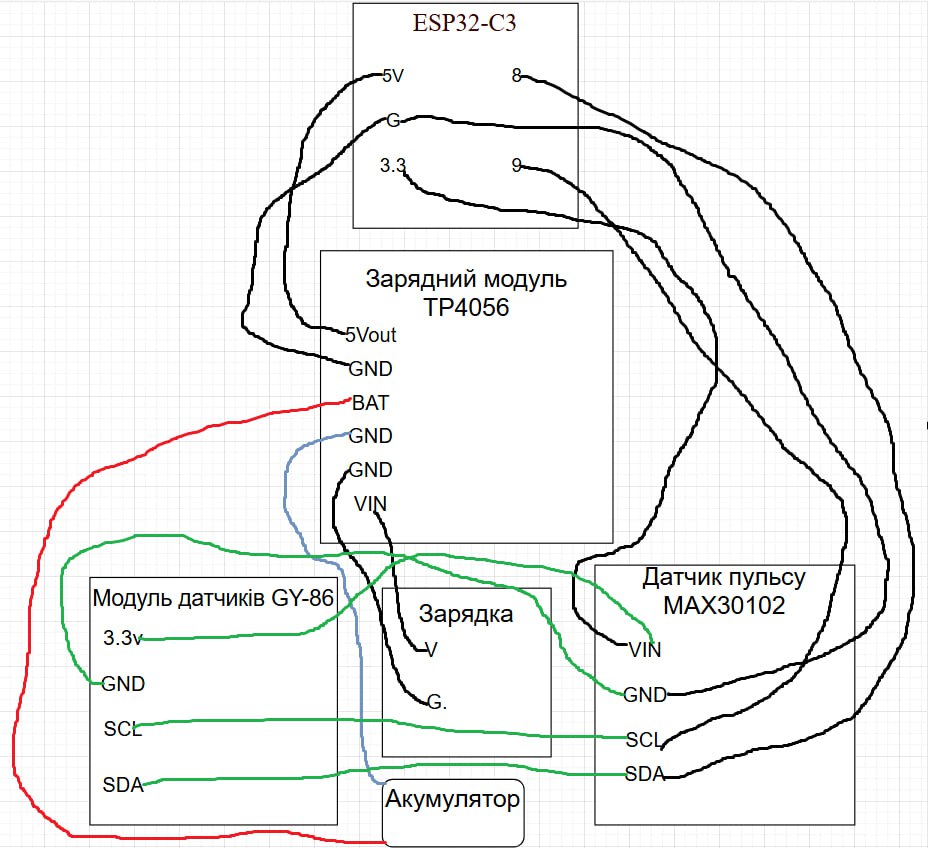 ESP32-C3
5V
8
G
3.3
9
Зарядний модуль
TP4056
5Vout
GND
BAT
GND
GND
VIN
Модуль датчиків GY-86
3.3v
GND
SCL
SDA
Зарядка
V
G.
Датчик пульсу
MAX30102
VIN
GND
SCL
SDA
Акумулятор